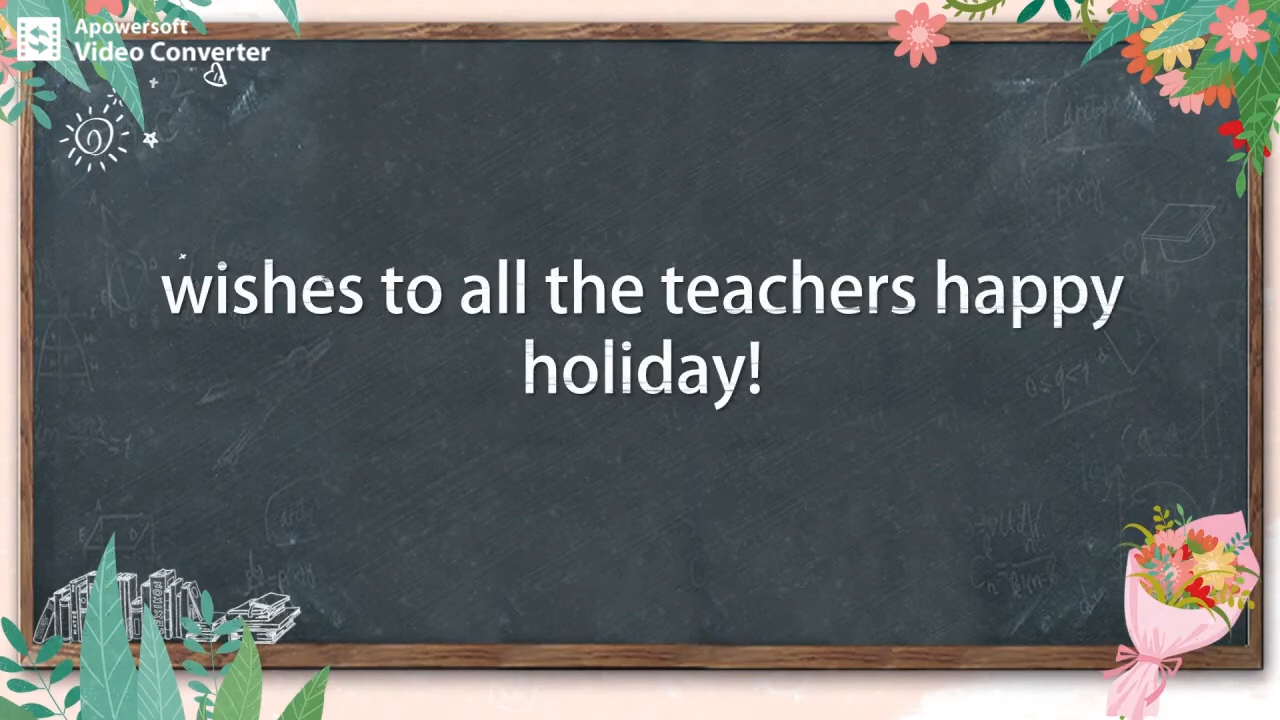 Apowersoft
Video Converter
wishes to all the teachers happy
holiday!